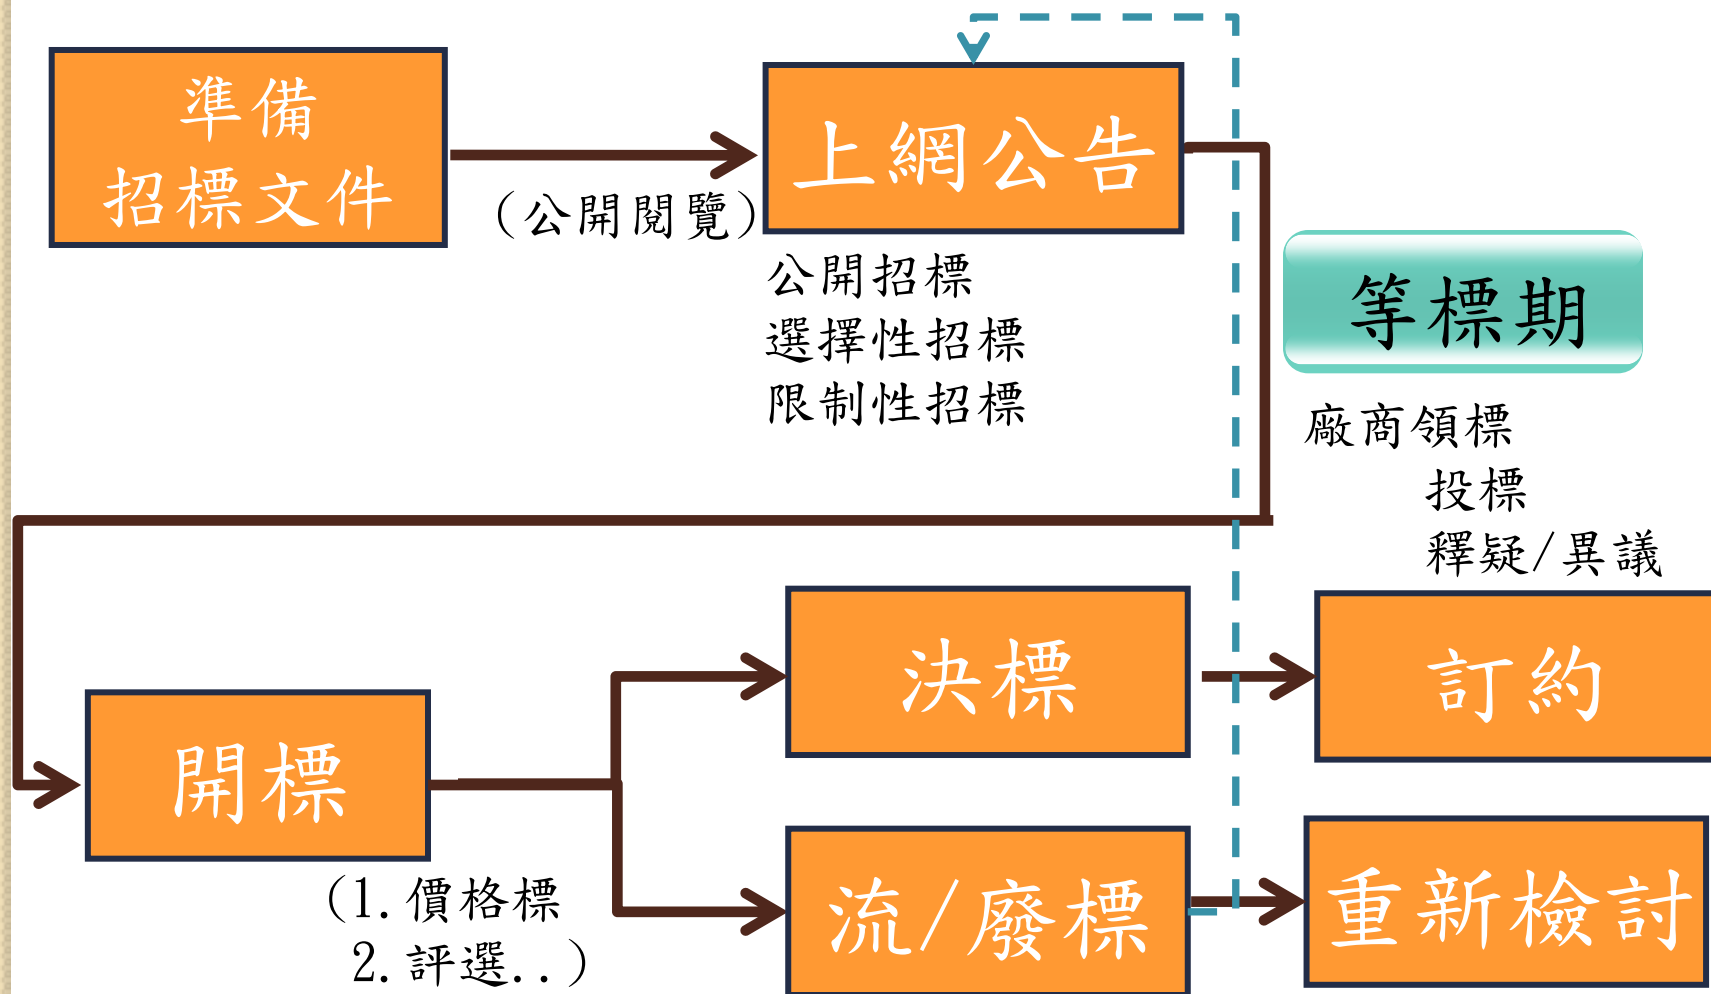 準備
招標文件
(公開閱覽)
上網公告
公開招標
選擇性招標
限制性招標
等標期
廠商領標
投標
釋疑/異議
開標
(1.價格標
2.評選..)
決標
訂約
流/廢標
重新檢討